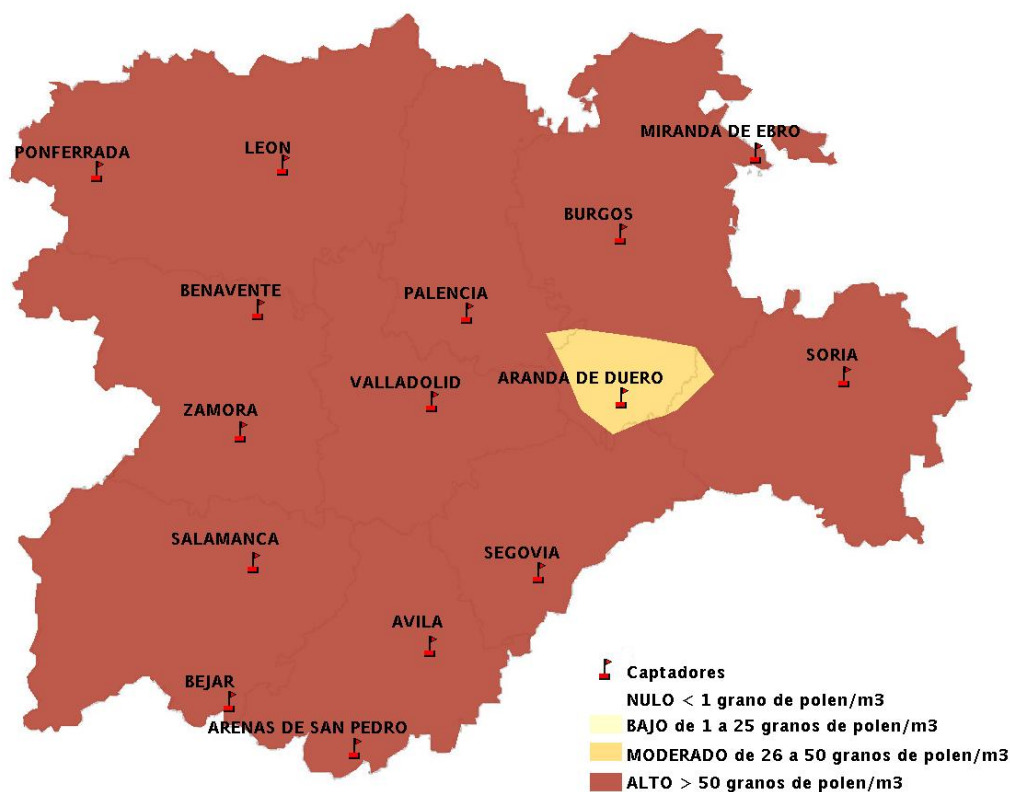 MIRANDA DE EBRO
PONFERRADA
LEON
BURGOS
BENAVENTE
PALENCIA
SORIA
VALLADOLID
ARANDA DE DUERO
ZAMORA
SALAMANCA
SEGOVIA
AVILA
BEJAR
ARENAS DE SAN PEDRO
Captadores
NULO < 1 grano de polen/m3
BAJO de 1 a 25 granos de polen/m3
MODERADO de 26 a 50 granos de polen/m3
ALTO > 50 granos de polen/m3